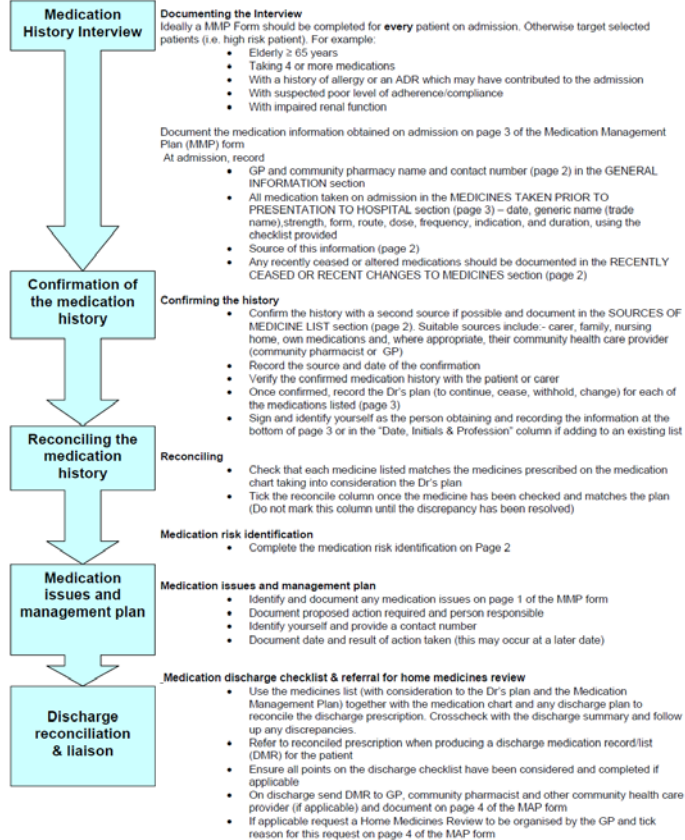 Medication
History Interview
Documenting the Interview
Ideally a MMP Form should be completed for every patient on admission. Otherwise target selected
patients (i.e. high risk patient). For example:
• Elderly ≥ 65 years
• Taking 4 or more medications
• With a history of allergy or an ADR which may have contributed to the admission
• With suspected poor level of adherence/compliance
• With impaired renal function
Document the medication information obtained on admission on page 3 of the Medication Management
Plan (MMP) form
At admission, record
• GP and community pharmacy name and contact number (page 2) in the GENERAL
INFORMATION section
• All medication taken on admission in the MEDICINES TAKEN PRIOR TO
PRESENTATION TO HOSPITAL section (page 3) – date, generic name (trade
name),strength, form, route, dose, frequency, indication, and duration, using the
checklist provided
• Source of this information (page 2)
• Any recently ceased or altered medications should be documented in the RECENTLY
CEASED OR RECENT CHANGES TO MEDICINES section (page 2)
Confirmation of
the medication
history
Confirming the history
• Confirm the history with a second source if possible and document in the SOURCES OF
MEDICINE LIST section (page 2). Suitable sources include:- carer, family, nursing
home, own medications and, where appropriate, their community health care provider
(community pharmacist or GP)
• Record the source and date of the confirmation
• Verify the confirmed medication history with the patient or carer
• Once confirmed, record the Dr's plan (to continue, cease, withhold, change) for each of
the medications listed (page 3)
• Sign and identify yourself as the person obtaining and recording the information at the
bottom of page 3 or in the "Date, Initials & Profession" column if adding to an existing list
Reconciling the
medication
history
Reconciling
• Check that each medicine listed matches the medicines prescribed on the medication
chart taking into consideration the Dr's plan
• Tick the reconcile column once the medicine has been checked and matches the plan
(Do not mark this column until the discrepancy has been resolved)
Medication risk identification
• Complete the medication risk identification on Page 2
Medication
issues and
management plan
Medication issues and management plan
• Identify and document any medication issues on page 1 of the MMP form
• Document proposed action required and person responsible
• Identify yourself and provide a contact number
• Document date and result of action taken (this may occur at a later date)
Discharge
reconciliation
& liaison
Medication discharge checklist & referral for home medicines review
• Use the medicines list (with consideration to the Dr's plan and the Medication
Management Plan) together with the medication chart and any discharge plan to
reconcile the discharge prescription. Crosscheck with the discharge summary and follow
up any discrepancies.
• Refer to reconciled prescription when producing a discharge medication record/list
(DMR) for the patient
• Ensure all points on the discharge checklist have been considered and completed if
applicable
• On discharge send DMR to GP, community pharmacist and other community health care
provider (if applicable) and document on page 4 of the MAP form
• If applicable request a Home Medicines Review to be organised by the GP and tick
reason for this request on page 4 of the MAP form